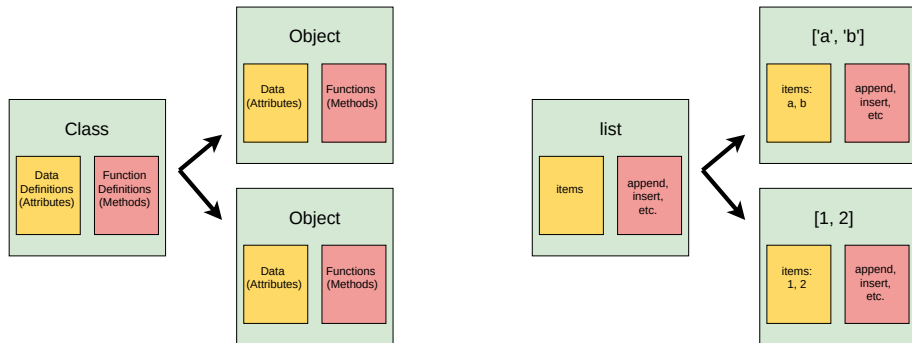 Class
Data
Definitions
(Attributes)
Function
Definitions
(Methods)
Object
Data
(Attributes)
Functions
(Methods)
Object
Data
(Attributes)
Functions
(Methods)
list
items
append,
insert,
etc.
['a', 'b']
items:
a, b
append,
insert,
etc
[1, 2]
items:
1, 2
append,
insert,
etc.